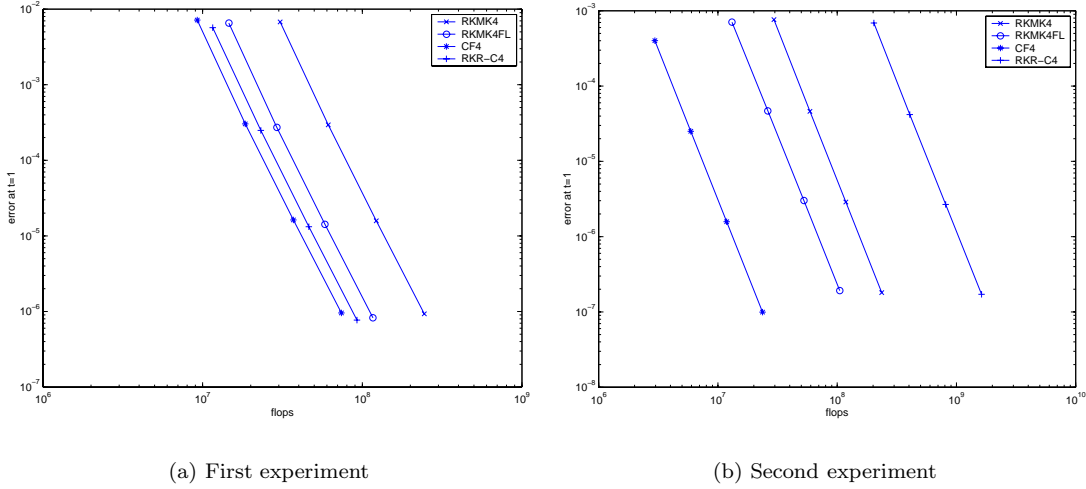 10^-2
10^-3
10^-4
10^-5
10^-6
10^-7
error at t=1
10^6
10^7
10^8
10^9
flops
RKMK4
RKMK4FL
CF4
RKR-C4
(a) First experiment
10^-3
10^-4
10^-5
10^-6
10^-7
10^-8
error at t=1
10^6
10^7
10^8
10^9
10^10
flops
RKMK4
RKMK4FL
CF4
RKR-C4
(b) Second experiment